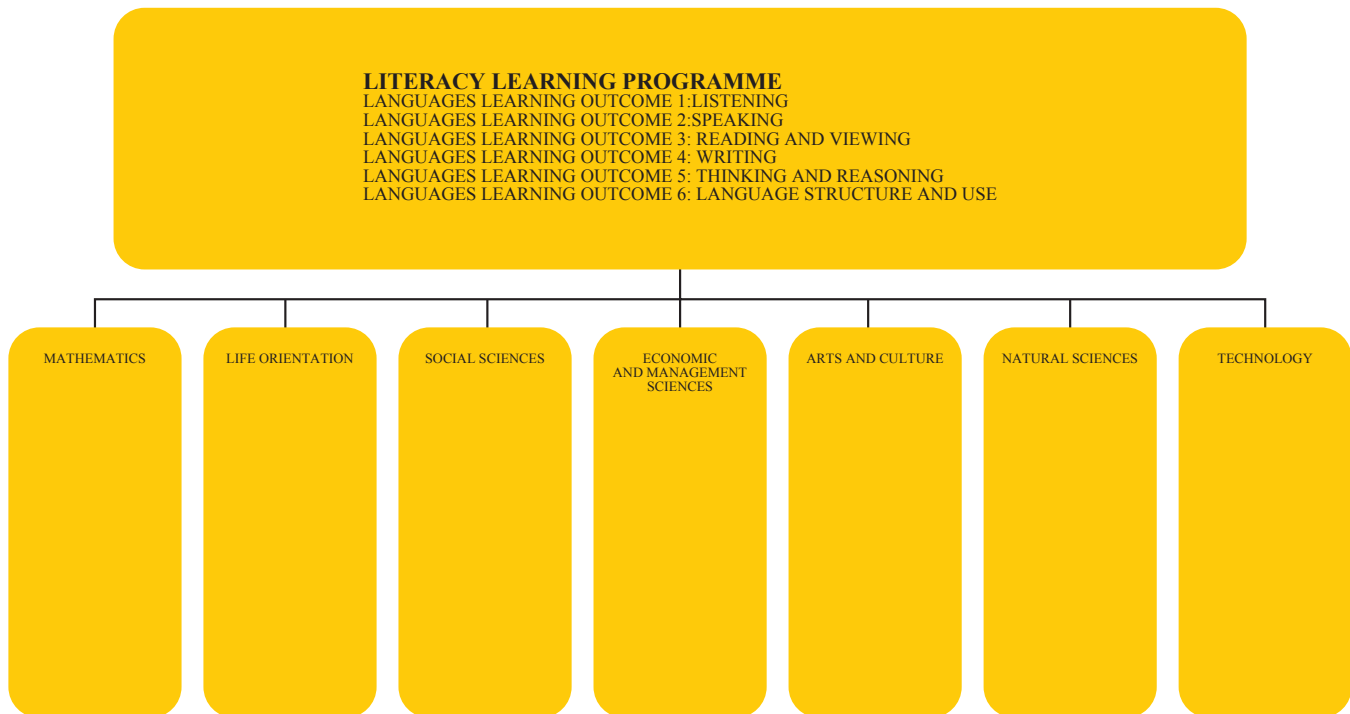 LITERACY LEARNING PROGRAMME
LANGUAGES LEARNING OUTCOME 1:LISTENING
LANGUAGES LEARNING OUTCOME 2:SPEAKING
LANGUAGES LEARNING OUTCOME 3: READING AND VIEWING
LANGUAGES LEARNING OUTCOME 4: WRITING
LANGUAGES LEARNING OUTCOME 5: THINKING AND REASONING
LANGUAGES LEARNING OUTCOME 6: LANGUAGE STRUCTURE AND USE
MATHEMATICS
LIFE ORIENTATION
SOCIAL SCIENCES
ECONOMIC
AND MANAGEMENT
SCIENCES
ARTS AND CULTURE
NATURAL SCIENCES
TECHNOLOGY